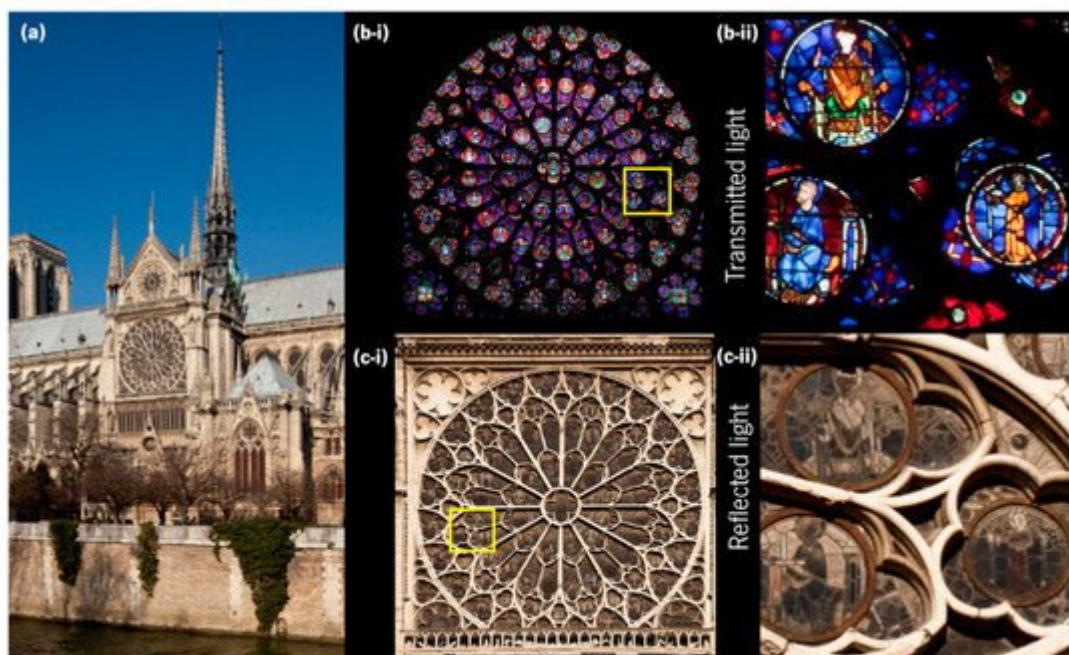 (a)
(b-i)
(b-ii)
Transmitted light
(c-i)
(c-ii)
Reflected light